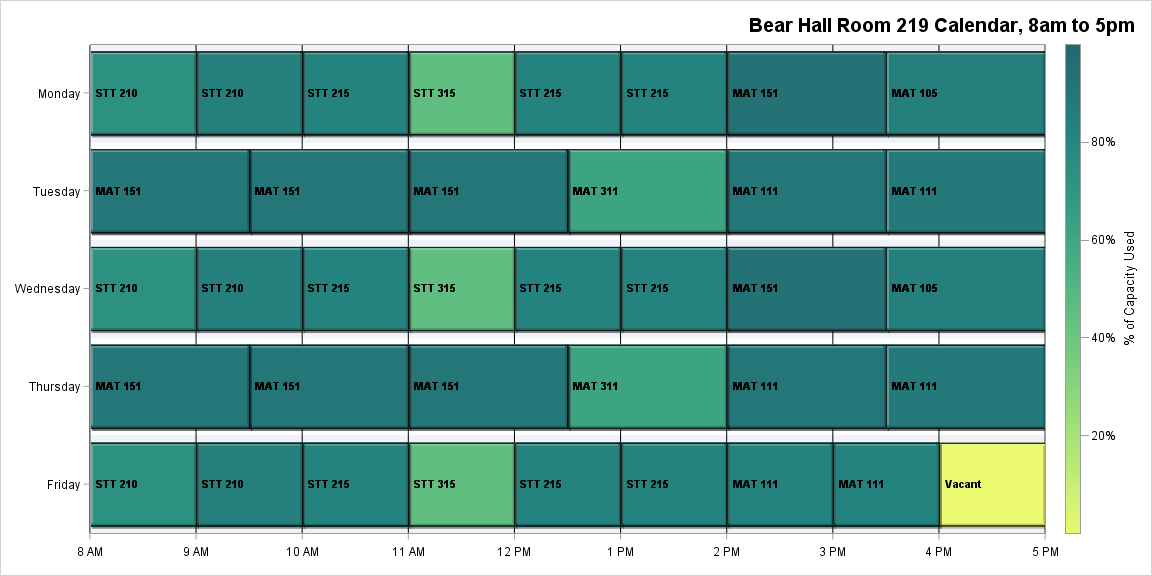 Bear Hall Room 219 Calendar, 8am to 5pm
Monday
STT 210 STT 210 STT 215 STT 315 STT 215 STT 215 MAT 151 MAT 105
Tuesday
MAT 151 MAT 151 MAT 151 MAT 311 MAT 111 MAT 111
Wednesday
STT 210 STT 210 STT 215 STT 315 STT 215 STT 215 MAT 151 MAT 105
Thursday
MAT 151 MAT 151 MAT 151 MAT 311 MAT 111 MAT 111
Friday
STT 210 STT 210 STT 215 STT 315 STT 215 STT 215 MAT 111 MAT 111 Vacant
8 AM 9 AM 10 AM 11 AM 12 PM 1 PM 2 PM 3 PM 4 PM 5 PM
80%
60%
40%
20%
% of Capacity Used